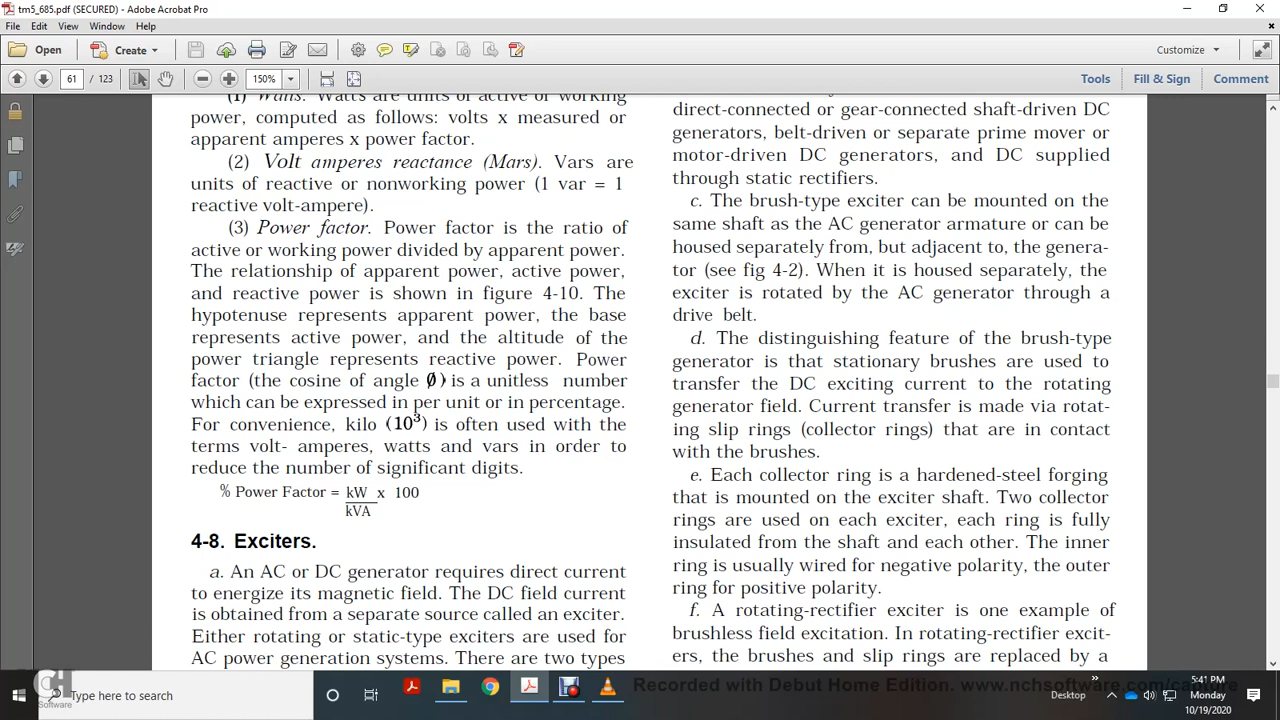 tm5_685.pdf (SECURED) - Adobe Acrobat Pro
File Edit View Window Help
Open Create Customize
61 / 123 150% Tools Fill & Sign Comment
(1) Watts. Watts are units of active or working
power, computed as follows: volts x measured or
apparent amperes x power factor.
(2) Volt amperes reactance (Mars). Vars are
units of reactive or nonworking power (1 var = 1
reactive volt-ampere).
(3) Power factor. Power factor is the ratio of
active or working power divided by apparent power.
The relationship of apparent power, active power,
and reactive power is shown in figure 4-10. The
hypotenuse represents apparent power, the base
represents active power, and the altitude of the
power triangle represents reactive power. Power
factor (the cosine of angle Ø) is a unitless number
which can be expressed in per unit or in percentage.
For convenience, kilo (10³) is often used with the
terms volt- amperes, watts and vars in order to
reduce the number of significant digits.
% Power Factor = kW x 100
kVA
4-8. Exciters.
a. An AC or DC generator requires direct current
to energize its magnetic field. The DC field current
is obtained from a separate source called an exciter.
Either rotating or static-type exciters are used for
AC power generation systems. There are two types
direct-connected or gear-connected shaft-driven DC
generators, belt-driven or separate prime mover or
motor-driven DC generators, and DC supplied
through static rectifiers.
c. The brush-type exciter can be mounted on the
same shaft as the AC generator armature or can be
housed separately from, but adjacent to, the genera-
tor (see fig 4-2). When it is housed separately, the
exciter is rotated by the AC generator through a
drive belt.
d. The distinguishing feature of the brush-type
generator is that stationary brushes are used to
transfer the DC exciting current to the rotating
generator field. Current transfer is made via rotat-
ing slip rings (collector rings) that are in contact
with the brushes.
e. Each collector ring is a hardened-steel forging
that is mounted on the exciter shaft. Two collector
rings are used on each exciter, each ring is fully
insulated from the shaft and each other. The inner
ring is usually wired for negative polarity, the outer
ring for positive polarity.
f. A rotating-rectifier exciter is one example of
brushless field excitation. In rotating-rectifier excit-
ers, the brushes and slip rings are replaced by a
Recorded with Debut Home Edition. www.nchsoftware.com/capture
CH
Software
Type here to search
Desktop
5:41 PM
Monday
10/19/2020